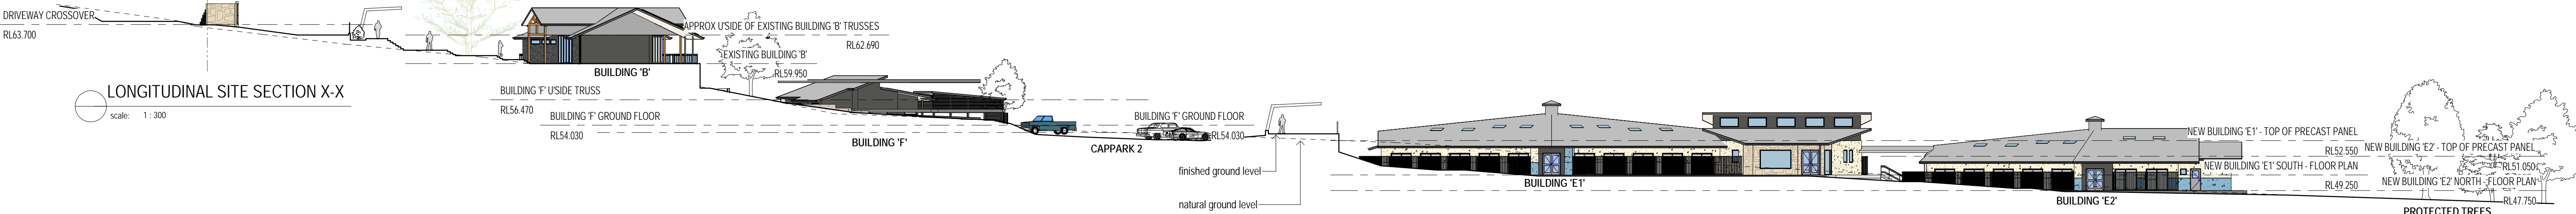 DRIVEWAY CROSSOVER
RL63.700
LONGITUDINAL SITE SECTION X-X
scale: 1 : 300
APPROX U'SIDE OF EXISTING BUILDING 'B' TRUSSES
RL62.690
EXISTING BUILDING 'B'
RL59.950
BUILDING 'B'
BUILDING 'F' U'SIDE TRUSS
RL56.470
BUILDING 'F' GROUND FLOOR
RL54.030
BUILDING 'F'
BUILDING 'F' GROUND FLOOR
RL54.030
CAPPARK 2
finished ground level
natural ground level
BUILDING 'E1'
NEW BUILDING 'E1' - TOP OF PRECAST PANEL
RL52.550
NEW BUILDING 'E2' - TOP OF PRECAST PANEL
RL51.050
NEW BUILDING 'E1' SOUTH - FLOOR PLAN
RL49.250
NEW BUILDING 'E2' NORTH - FLOOR PLAN
RL47.750
BUILDING 'E2'
PROTECTED TREES